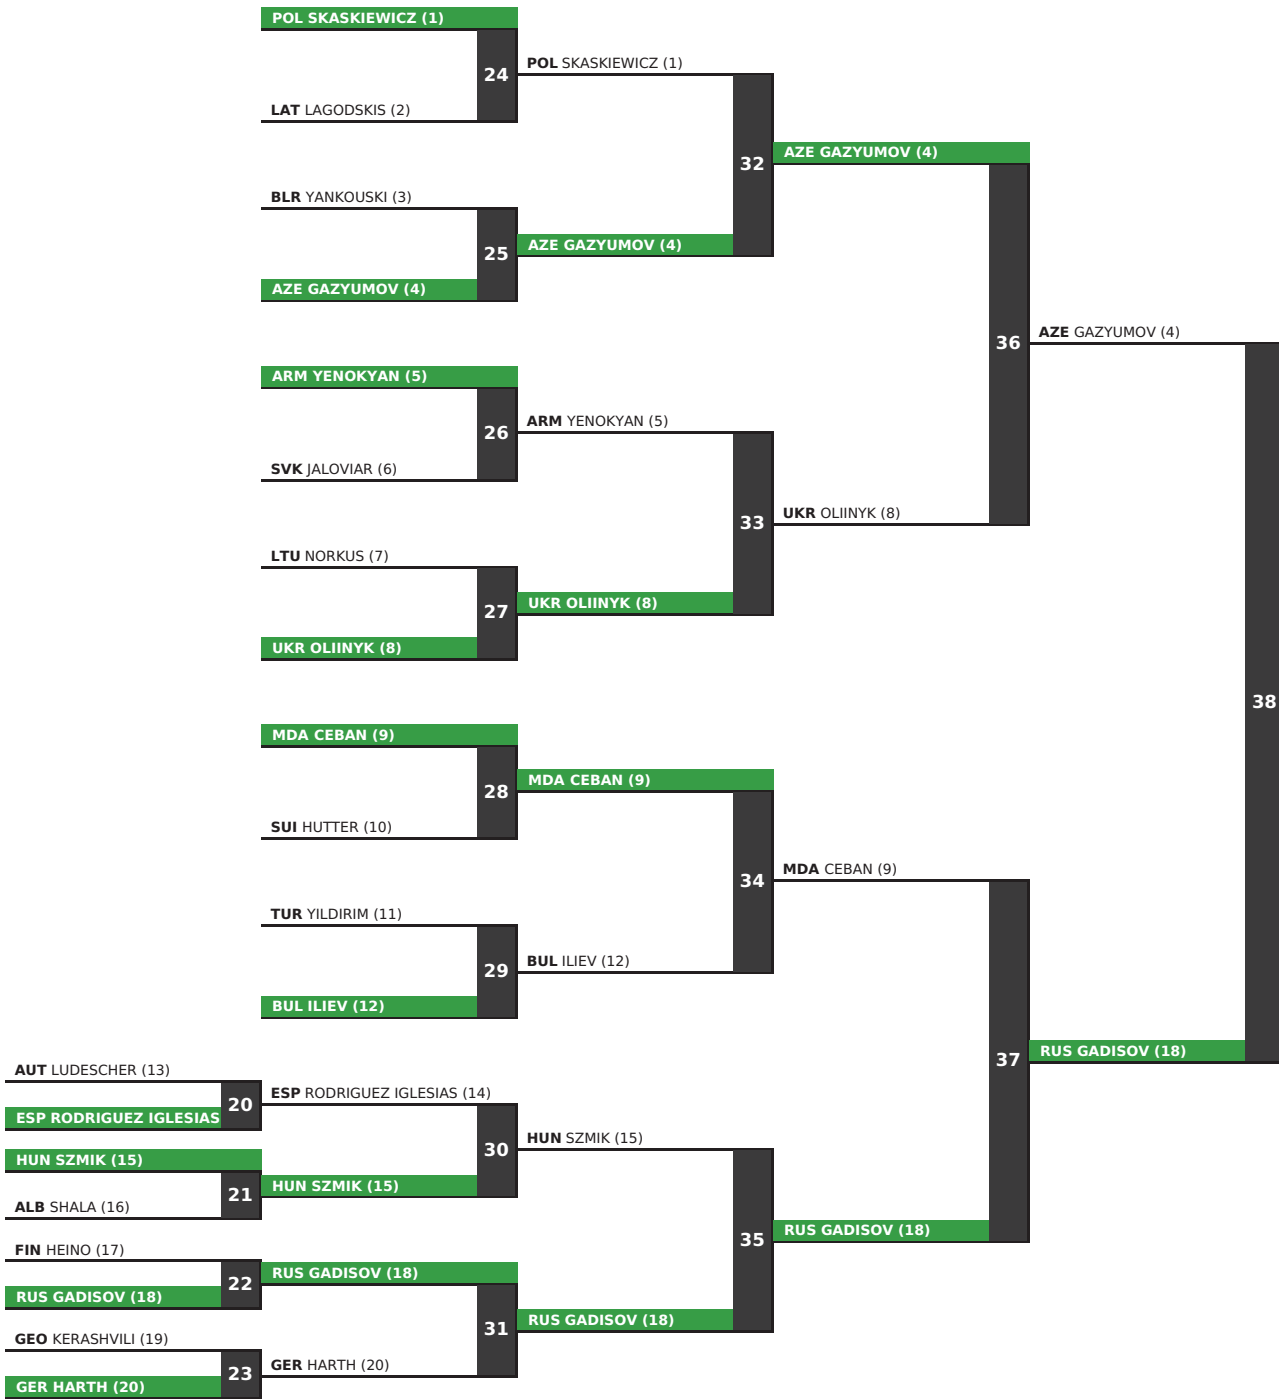 POL SKASKIEWICZ (1)
24
LAT LAGODSKIS (2)
POL SKASKIEWICZ (1)
32
BLR YANKOUSKI (3)
25
AZE GAZYUMOV (4)
AZE GAZYUMOV (4)
AZE GAZYUMOV (4)
36
ARM YENOKYAN (5)
26
SVK JALOVIAR (6)
ARM YENOKYAN (5)
33
LTU NORKUS (7)
27
UKR OLIINYK (8)
UKR OLIINYK (8)
UKR OLIINYK (8)
AZE GAZYUMOV (4)
38
MDA CEBAN (9)
28
SUI HUTTER (10)
MDA CEBAN (9)
34
TUR YILDIRIM (11)
29
BUL ILIEV (12)
BUL ILIEV (12)
MDA CEBAN (9)
37
AUT LUDESCHER (13)
20
ESP RODRIGUEZ IGLESIAS
ESP RODRIGUEZ IGLESIAS (14)
30
HUN SZMIK (15)
21
ALB SHALA (16)
HUN SZMIK (15)
HUN SZMIK (15)
35
FIN HEINO (17)
22
RUS GADISOV (18)
RUS GADISOV (18)
31
GEO KERASHVILI (19)
23
GER HARTH (20)
GER HARTH (20)
RUS GADISOV (18)
RUS GADISOV (18)
RUS GADISOV (18)